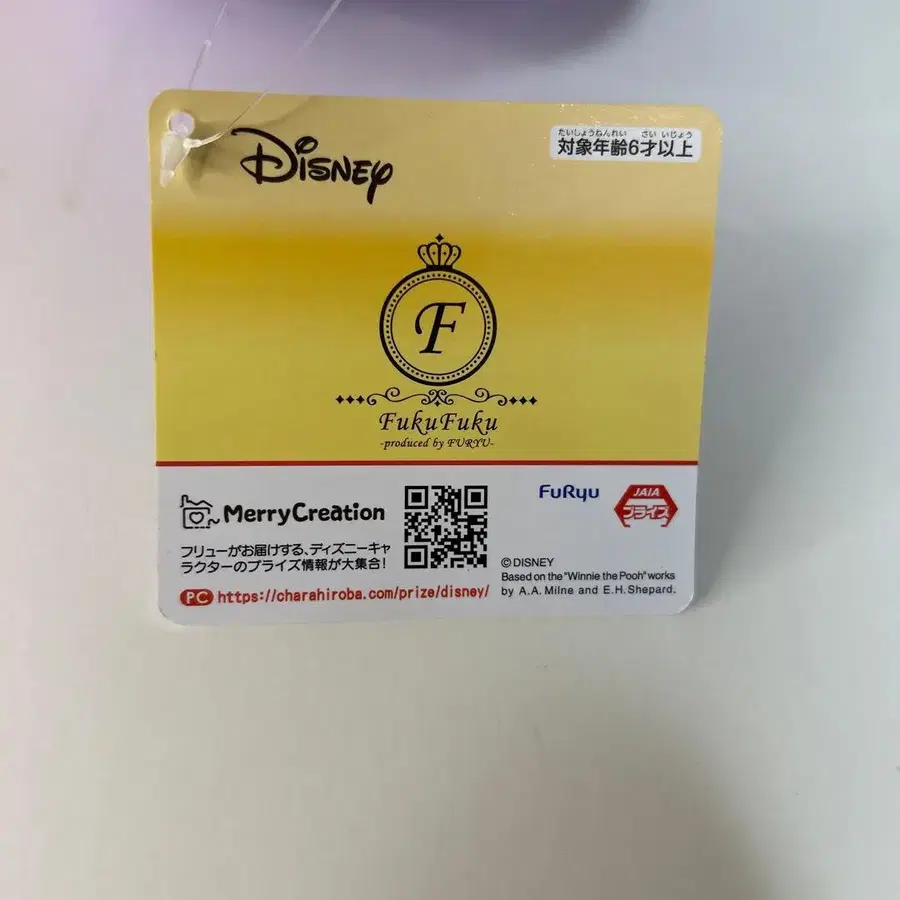 Disney
たいしょうねんれい さい いじょう
対象年齢6才以上
F
FukuFuku
-produced by FURYU-
MerryCreation
フリューがお届けする、ディズニーキャ
ラクターのプライズ情報が大集合!
PC https://charahiroba.com/prize/disney/
FuRyu
JAIA
プライズ
©DISNEY
Based on the "Winnie the Pooh" works
by A.A. Milne and E.H. Shepard.